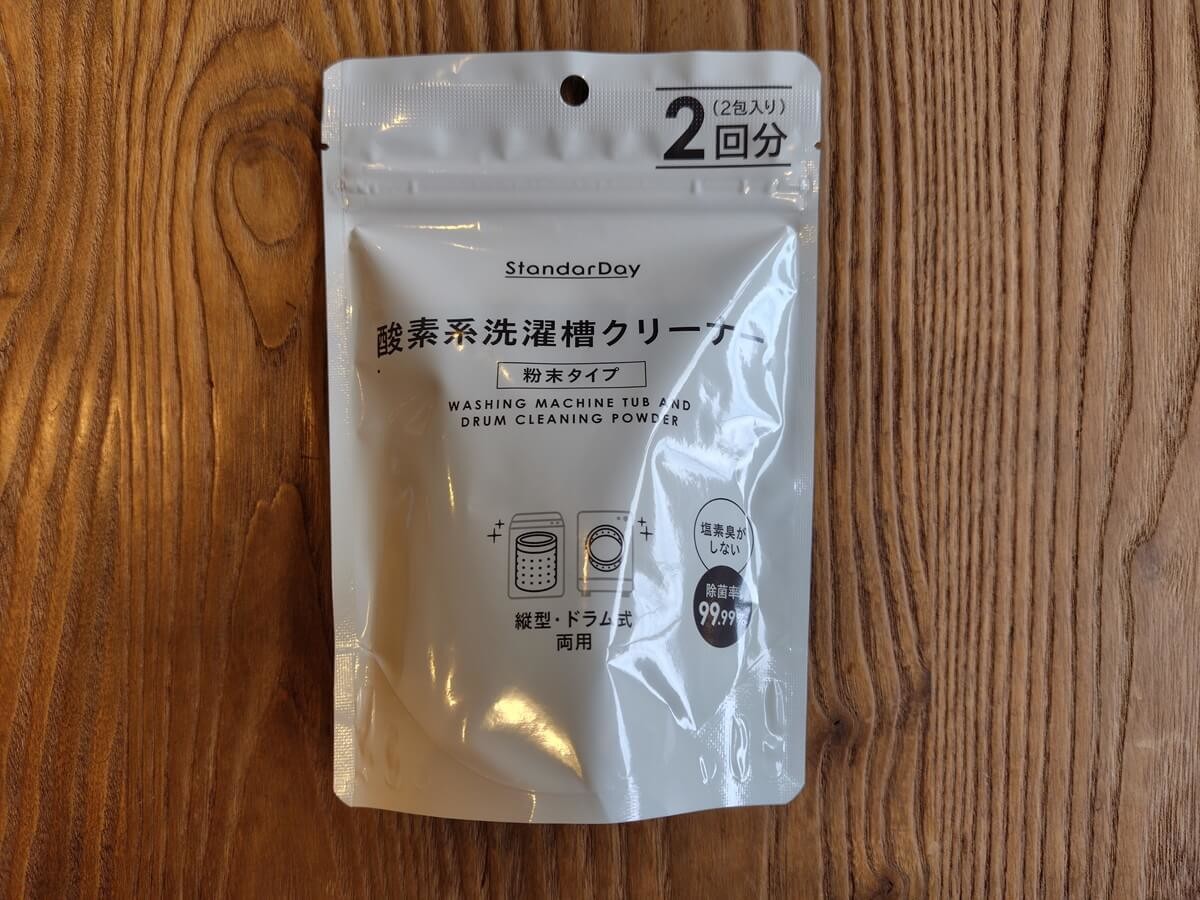 (2包入り)
2回分
StandarDay
酸素系洗濯槽クリーナー
粉末タイプ
WASHING MACHINE TUB AND
DRUM CLEANING POWDER
塩素臭が
しない
除菌率
99.99%
縦型・ドラム式
両用